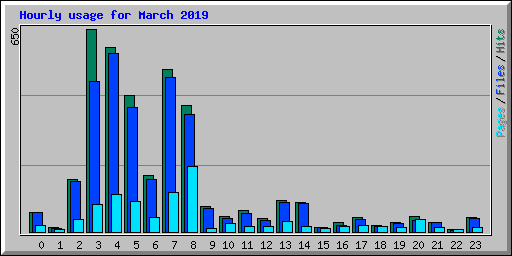 Hourly usage for March 2019
650
Pages / Files / Hits
0 1 2 3 4 5 6 7 8 9 10 11 12 13 14 15 16 17 18 19 20 21 22 23